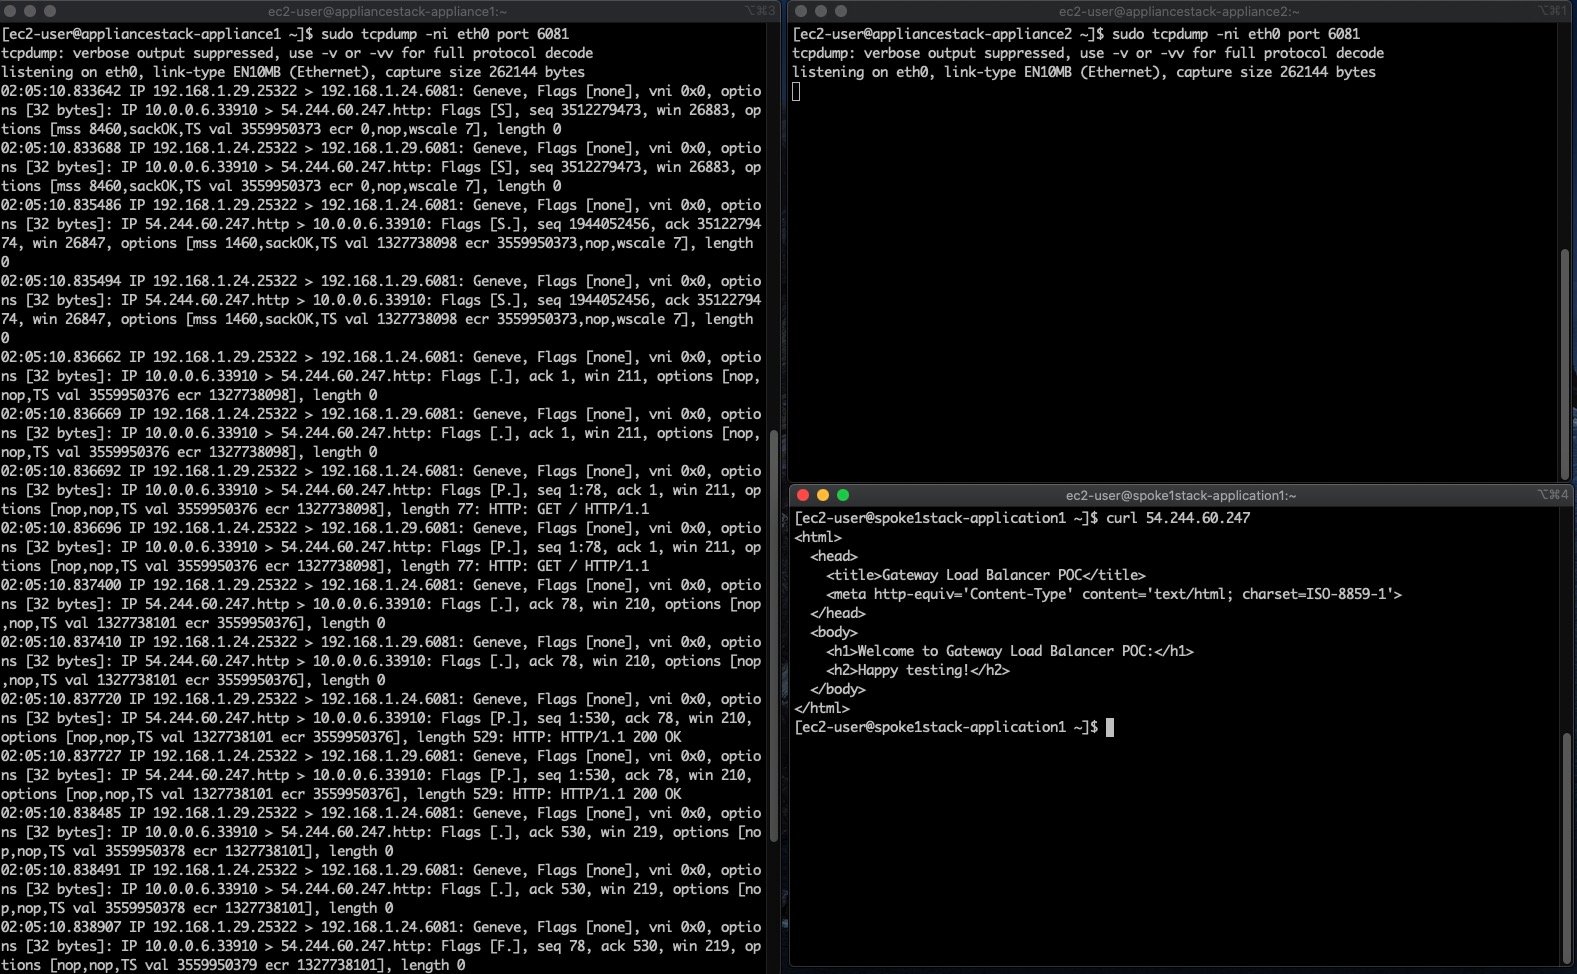 ec2-user@appliancestack-appliance1:~
⌥⌘3
[ec2-user@appliancestack-appliance1 ~]$ sudo tcpdump -ni eth0 port 6081
tcpdump: verbose output suppressed, use -v or -vv for full protocol decode
listening on eth0, link-type EN10MB (Ethernet), capture size 262144 bytes
02:05:10.833642 IP 192.168.1.29.25322 > 192.168.1.24.6081: Geneve, Flags [none], vni 0x0, optio
ns [32 bytes]: IP 10.0.0.6.33910 > 54.244.60.247.http: Flags [S], seq 3512279473, win 26883, op
tions [mss 8460,sackOK,TS val 3559950373 ecr 0,nop,wscale 7], length 0
02:05:10.833688 IP 192.168.1.24.25322 > 192.168.1.29.6081: Geneve, Flags [none], vni 0x0, optio
ns [32 bytes]: IP 10.0.0.6.33910 > 54.244.60.247.http: Flags [S], seq 3512279473, win 26883, op
tions [mss 8460,sackOK,TS val 3559950373 ecr 0,nop,wscale 7], length 0
02:05:10.835486 IP 192.168.1.29.25322 > 192.168.1.24.6081: Geneve, Flags [none], vni 0x0, optio
ns [32 bytes]: IP 54.244.60.247.http > 10.0.0.6.33910: Flags [S.], seq 1944052456, ack 35122794
74, win 26847, options [mss 1460,sackOK,TS val 1327738098 ecr 3559950373,nop,wscale 7], length
0
02:05:10.835494 IP 192.168.1.24.25322 > 192.168.1.29.6081: Geneve, Flags [none], vni 0x0, optio
ns [32 bytes]: IP 54.244.60.247.http > 10.0.0.6.33910: Flags [S.], seq 1944052456, ack 35122794
74, win 26847, options [mss 1460,sackOK,TS val 1327738098 ecr 3559950373,nop,wscale 7], length
0
02:05:10.836662 IP 192.168.1.29.25322 > 192.168.1.24.6081: Geneve, Flags [none], vni 0x0, optio
ns [32 bytes]: IP 10.0.0.6.33910 > 54.244.60.247.http: Flags [.], ack 1, win 211, options [nop,
nop,TS val 3559950376 ecr 1327738098], length 0
02:05:10.836669 IP 192.168.1.24.25322 > 192.168.1.29.6081: Geneve, Flags [none], vni 0x0, optio
ns [32 bytes]: IP 10.0.0.6.33910 > 54.244.60.247.http: Flags [.], ack 1, win 211, options [nop,
nop,TS val 3559950376 ecr 1327738098], length 0
02:05:10.836692 IP 192.168.1.29.25322 > 192.168.1.24.6081: Geneve, Flags [none], vni 0x0, optio
ns [32 bytes]: IP 10.0.0.6.33910 > 54.244.60.247.http: Flags [P.], seq 1:78, ack 1, win 211, op
tions [nop,nop,TS val 3559950376 ecr 1327738098], length 77: HTTP: GET / HTTP/1.1
02:05:10.836696 IP 192.168.1.24.25322 > 192.168.1.29.6081: Geneve, Flags [none], vni 0x0, optio
ns [32 bytes]: IP 10.0.0.6.33910 > 54.244.60.247.http: Flags [P.], seq 1:78, ack 1, win 211, op
tions [nop,nop,TS val 3559950376 ecr 1327738098], length 77: HTTP: GET / HTTP/1.1
02:05:10.837400 IP 192.168.1.29.25322 > 192.168.1.24.6081: Geneve, Flags [none], vni 0x0, optio
ns [32 bytes]: IP 54.244.60.247.http > 10.0.0.6.33910: Flags [.], ack 78, win 210, options [nop
,nop,TS val 1327738101 ecr 3559950376], length 0
02:05:10.837410 IP 192.168.1.24.25322 > 192.168.1.29.6081: Geneve, Flags [none], vni 0x0, optio
ns [32 bytes]: IP 54.244.60.247.http > 10.0.0.6.33910: Flags [.], ack 78, win 210, options [nop
,nop,TS val 1327738101 ecr 3559950376], length 0
02:05:10.837720 IP 192.168.1.29.25322 > 192.168.1.24.6081: Geneve, Flags [none], vni 0x0, optio
ns [32 bytes]: IP 54.244.60.247.http > 10.0.0.6.33910: Flags [P.], seq 1:530, ack 78, win 210,
options [nop,nop,TS val 1327738101 ecr 3559950376], length 529: HTTP: HTTP/1.1 200 OK
02:05:10.837727 IP 192.168.1.24.25322 > 192.168.1.29.6081: Geneve, Flags [none], vni 0x0, optio
ns [32 bytes]: IP 54.244.60.247.http > 10.0.0.6.33910: Flags [P.], seq 1:530, ack 78, win 210,
options [nop,nop,TS val 1327738101 ecr 3559950376], length 529: HTTP: HTTP/1.1 200 OK
02:05:10.838485 IP 192.168.1.29.25322 > 192.168.1.24.6081: Geneve, Flags [none], vni 0x0, optio
ns [32 bytes]: IP 10.0.0.6.33910 > 54.244.60.247.http: Flags [.], ack 530, win 219, options [no
p,nop,TS val 3559950378 ecr 1327738101], length 0
02:05:10.838491 IP 192.168.1.24.25322 > 192.168.1.29.6081: Geneve, Flags [none], vni 0x0, optio
ns [32 bytes]: IP 10.0.0.6.33910 > 54.244.60.247.http: Flags [.], ack 530, win 219, options [no
p,nop,TS val 3559950378 ecr 1327738101], length 0
02:05:10.838907 IP 192.168.1.29.25322 > 192.168.1.24.6081: Geneve, Flags [none], vni 0x0, optio
ns [32 bytes]: IP 10.0.0.6.33910 > 54.244.60.247.http: Flags [F.], seq 78, ack 530, win 219, op
tions [nop,nop,TS val 3559950379 ecr 1327738101], length 0
ec2-user@appliancestack-appliance2:~
⌥⌘1
[ec2-user@appliancestack-appliance2 ~]$ sudo tcpdump -ni eth0 port 6081
tcpdump: verbose output suppressed, use -v or -vv for full protocol decode
listening on eth0, link-type EN10MB (Ethernet), capture size 262144 bytes
ec2-user@spoke1stack-application1:~
⌥⌘4
[ec2-user@spoke1stack-application1 ~]$ curl 54.244.60.247
<html>
<head>
<title>Gateway Load Balancer POC</title>
<meta http-equiv='Content-Type' content='text/html; charset=ISO-8859-1'>
</head>
<body>
<h1>Welcome to Gateway Load Balancer POC:</h1>
<h2>Happy testing!</h2>
</body>
</html>
[ec2-user@spoke1stack-application1 ~]$